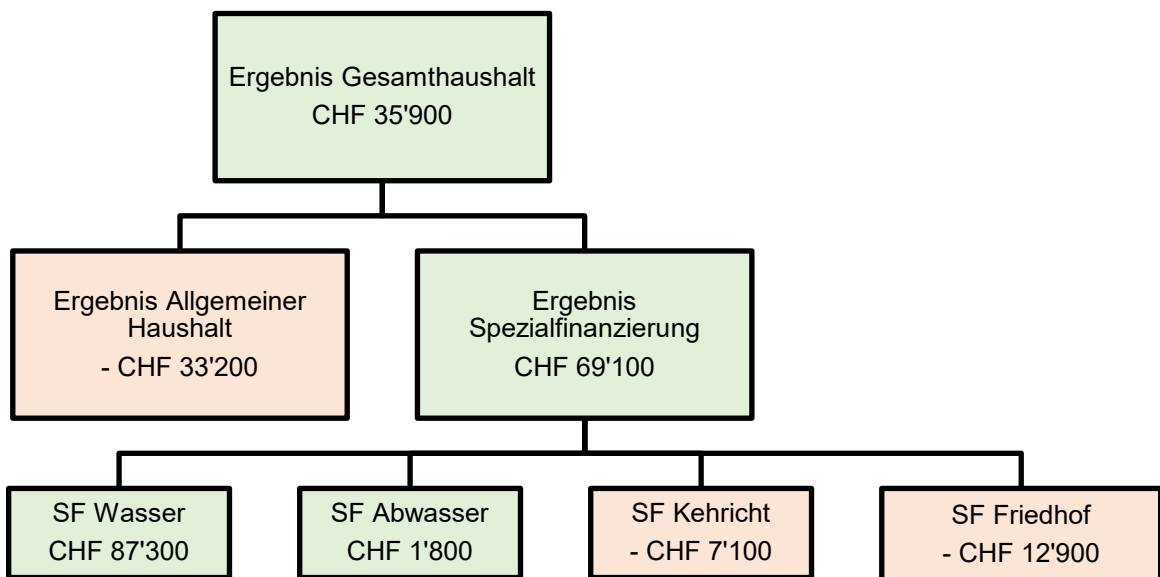 Ergebnis Gesamthaushalt
CHF 35'900
Ergebnis Allgemeiner
Haushalt
- CHF 33'200
Ergebnis
Spezialfinanzierung
CHF 69'100
SF Wasser
CHF 87'300
SF Abwasser
CHF 1'800
SF Kehricht
- CHF 7'100
SF Friedhof
- CHF 12'900